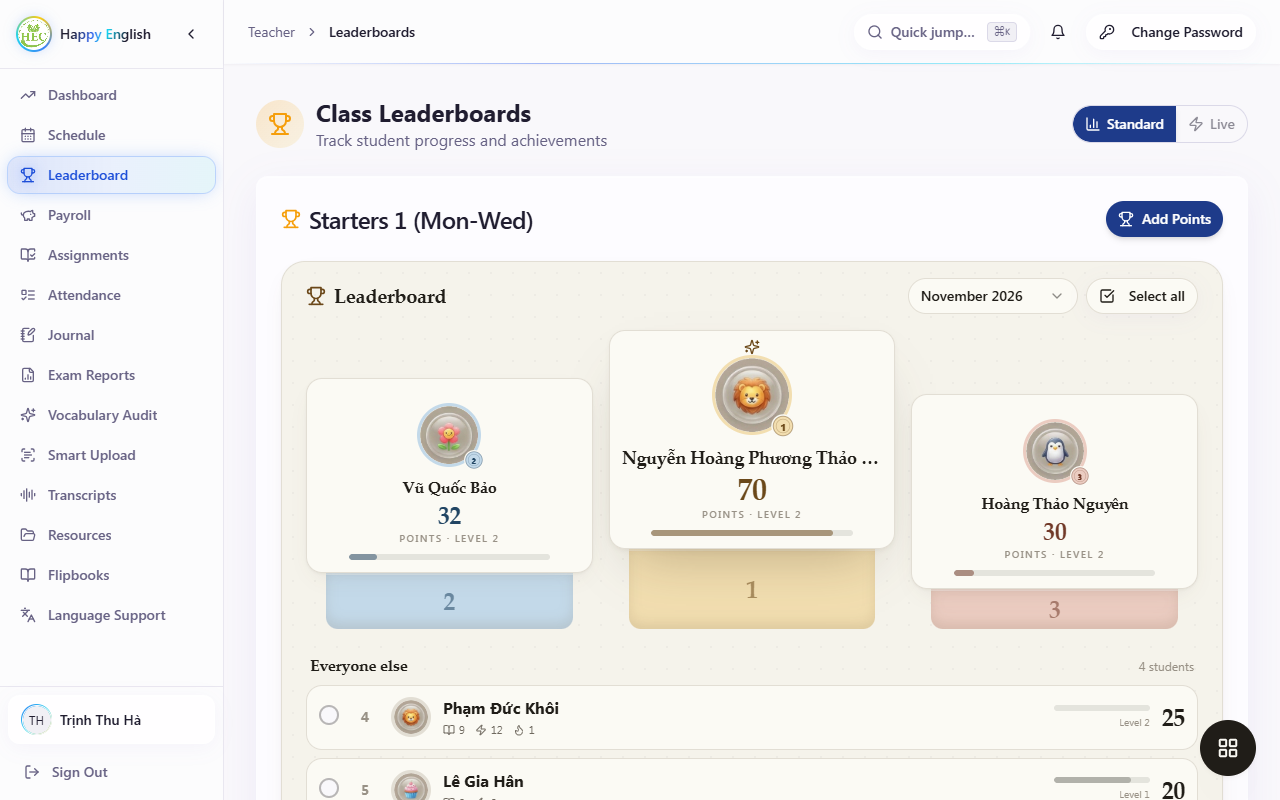 HEC
Happy English
Teacher
Leaderboards
Quick jump...
⌘K
Change Password
Dashboard
Schedule
Leaderboard
Payroll
Assignments
Attendance
Journal
Exam Reports
Vocabulary Audit
Smart Upload
Transcripts
Resources
Flipbooks
Language Support
TH
Trịnh Thu Hà
Sign Out
Class Leaderboards
Track student progress and achievements
Standard
Live
Starters 1 (Mon-Wed)
Add Points
Leaderboard
November 2026
Select all
2
Vũ Quốc Bảo
32
POINTS · LEVEL 2
2
1
Nguyễn Hoàng Phương Thảo ...
70
POINTS · LEVEL 2
1
3
Hoàng Thảo Nguyên
30
POINTS · LEVEL 2
3
Everyone else
4 students
4
Phạm Đức Khôi
9 12 1
Level 2
25
5
Lê Gia Hân
Level 1
20